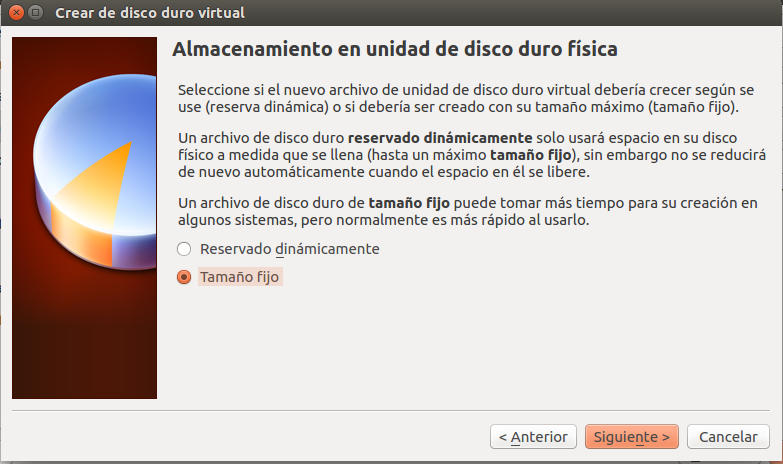 Crear de disco duro virtual
Almacenamiento en unidad de disco duro física
Seleccione si el nuevo archivo de unidad de disco duro virtual debería crecer según se
use (reserva dinámica) o si debería ser creado con su tamaño máximo (tamaño fijo).
Un archivo de disco duro reservado dinámicamente solo usará espacio en su disco
físico a medida que se llena (hasta un máximo tamaño fijo), sin embargo no se reducirá
de nuevo automáticamente cuando el espacio en él se libere.
Un archivo de disco duro de tamaño fijo puede tomar más tiempo para su creación en
algunos sistemas, pero normalmente es más rápido al usarlo.
Reservado dinámicamente
Tamaño fijo
< Anterior
Siguiente >
Cancelar